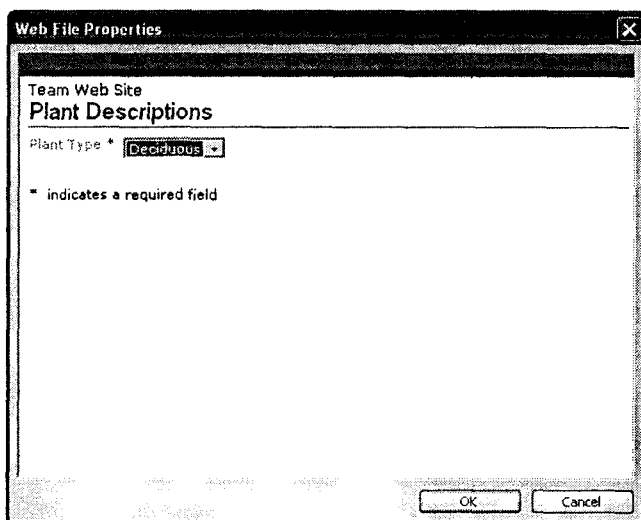 Web File Properties
Team Web Site
Plant Descriptions
Plant Type * Deciduous
* indicates a required field
OK Cancel